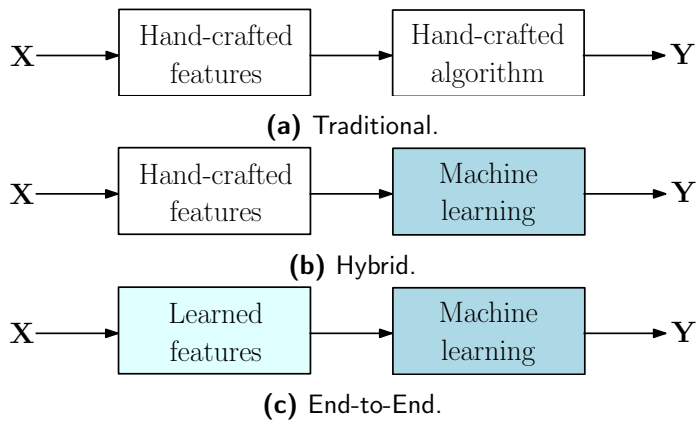 Hand-crafted Hand-crafted
X Y
features algorithm
(a) Traditional.
Hand-crafted Machine
X Y
features learning
(b) Hybrid.
Learned Machine
X Y
features learning
(c) End-to-End.